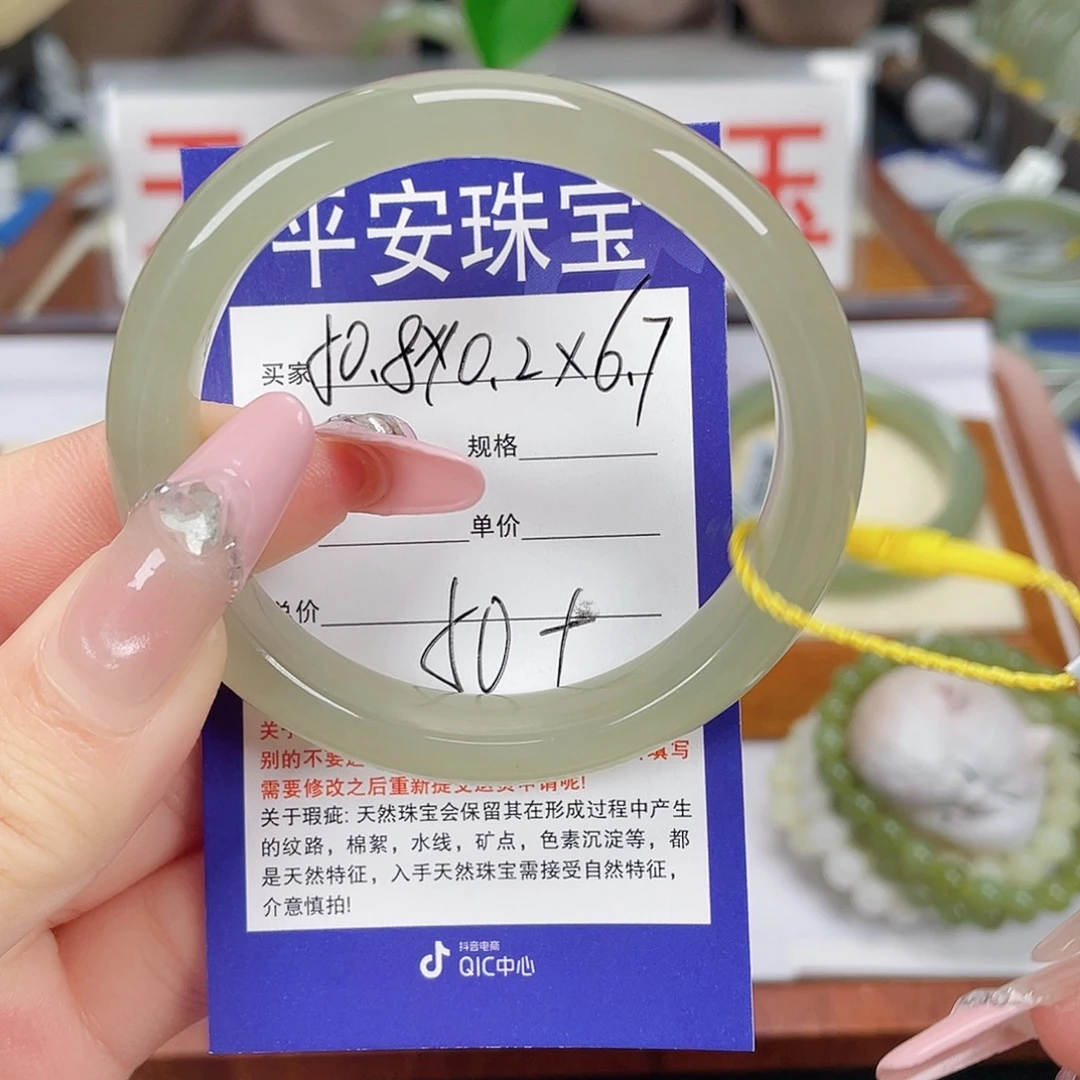 玉
平安珠宝
买家 50.8×10.2×6.7
规格
单价
单价 50+
关于
别的不要 填写
需要修改之后重新提交
关于瑕疵: 天然珠宝会保留其在形成过程中产生
的纹路，棉絮，水线，矿点，色素沉淀等，都
是天然特征，入手天然珠宝需接受自然特征，
介意慎拍!
抖音电商
QIC中心